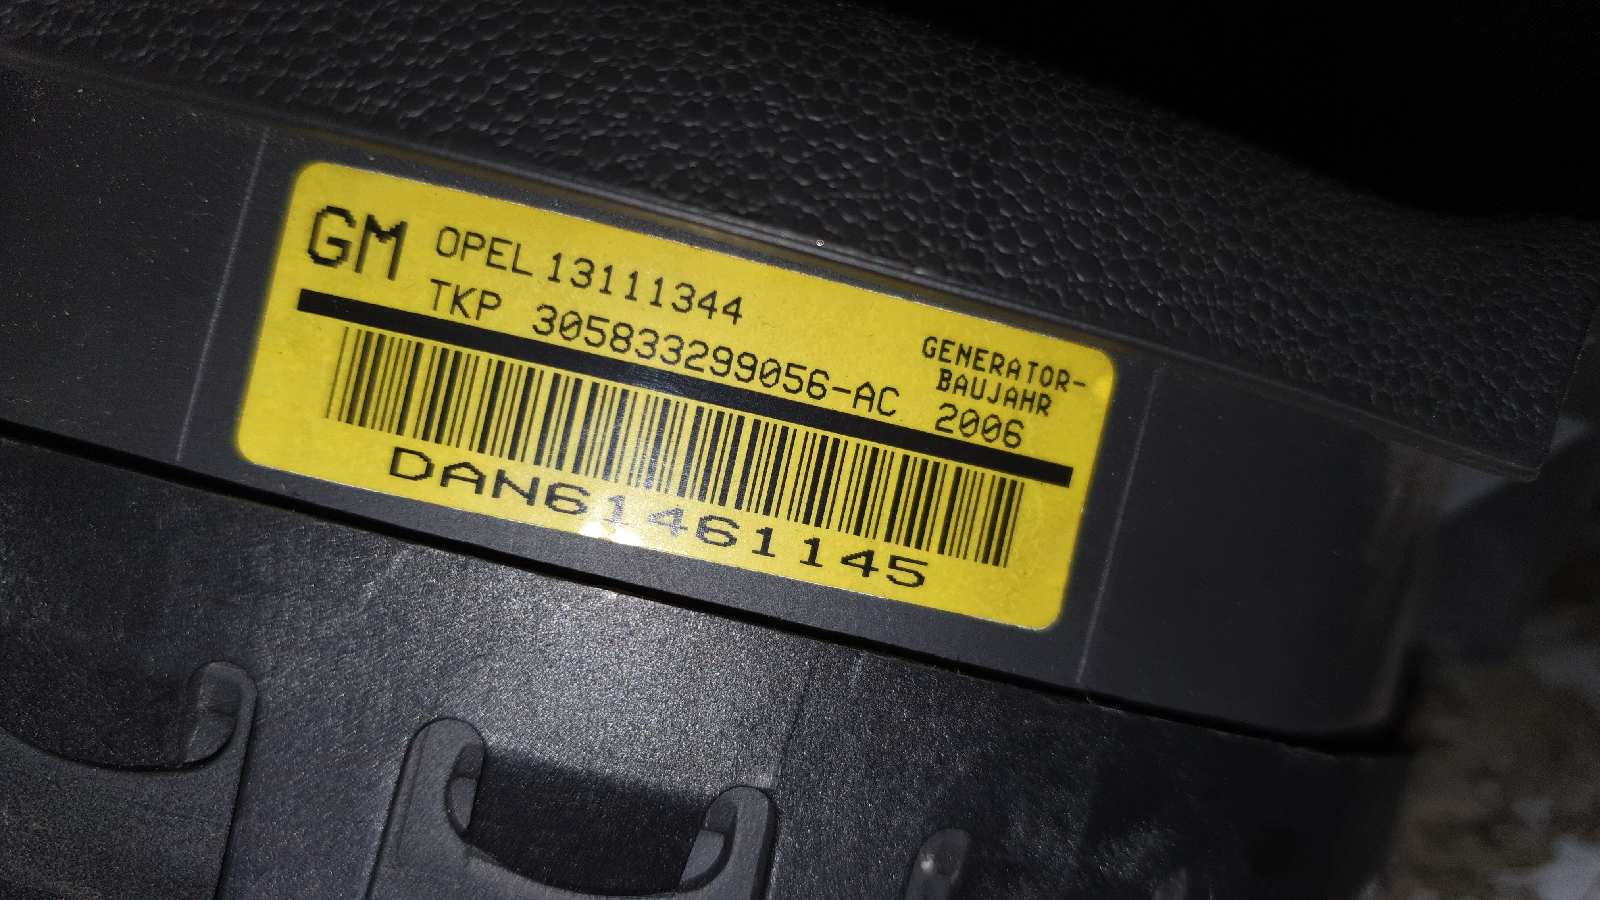 GM OPEL 13111344
TKP 305833299056-AC
GENERATOR-
BAUJAHR
2006
DAN61461145